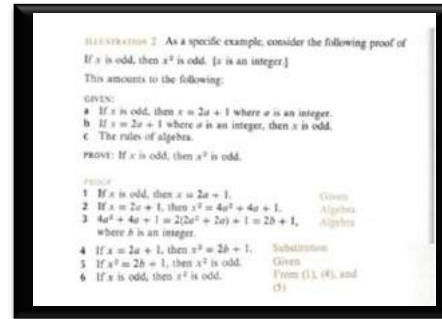 ILLUSTRATION 2 As a specific example, consider the following proof of
If x is odd, then x² is odd. [x is an integer.]
This amounts to the following:
GIVEN:
a If x is odd, then x = 2a + 1 where a is an integer.
b If x = 2a + 1 where a is an integer, then x is odd.
c The rules of algebra.
PROVE: If x is odd, then x² is odd.
PROOF
1 If x is odd, then x = 2a + 1. Given
2 If x = 2a + 1, then x² = 4a² + 4a + 1. Algebra
3 4a² + 4a + 1 = 2(2a² + 2a) + 1 = 2b + 1, Algebra
where b is an integer.
4 If x = 2a + 1, then x² = 2b + 1. Substitution
5 If x² = 2b + 1, then x² is odd. Given
6 If x is odd, then x² is odd. From (1), (4), and
(5)